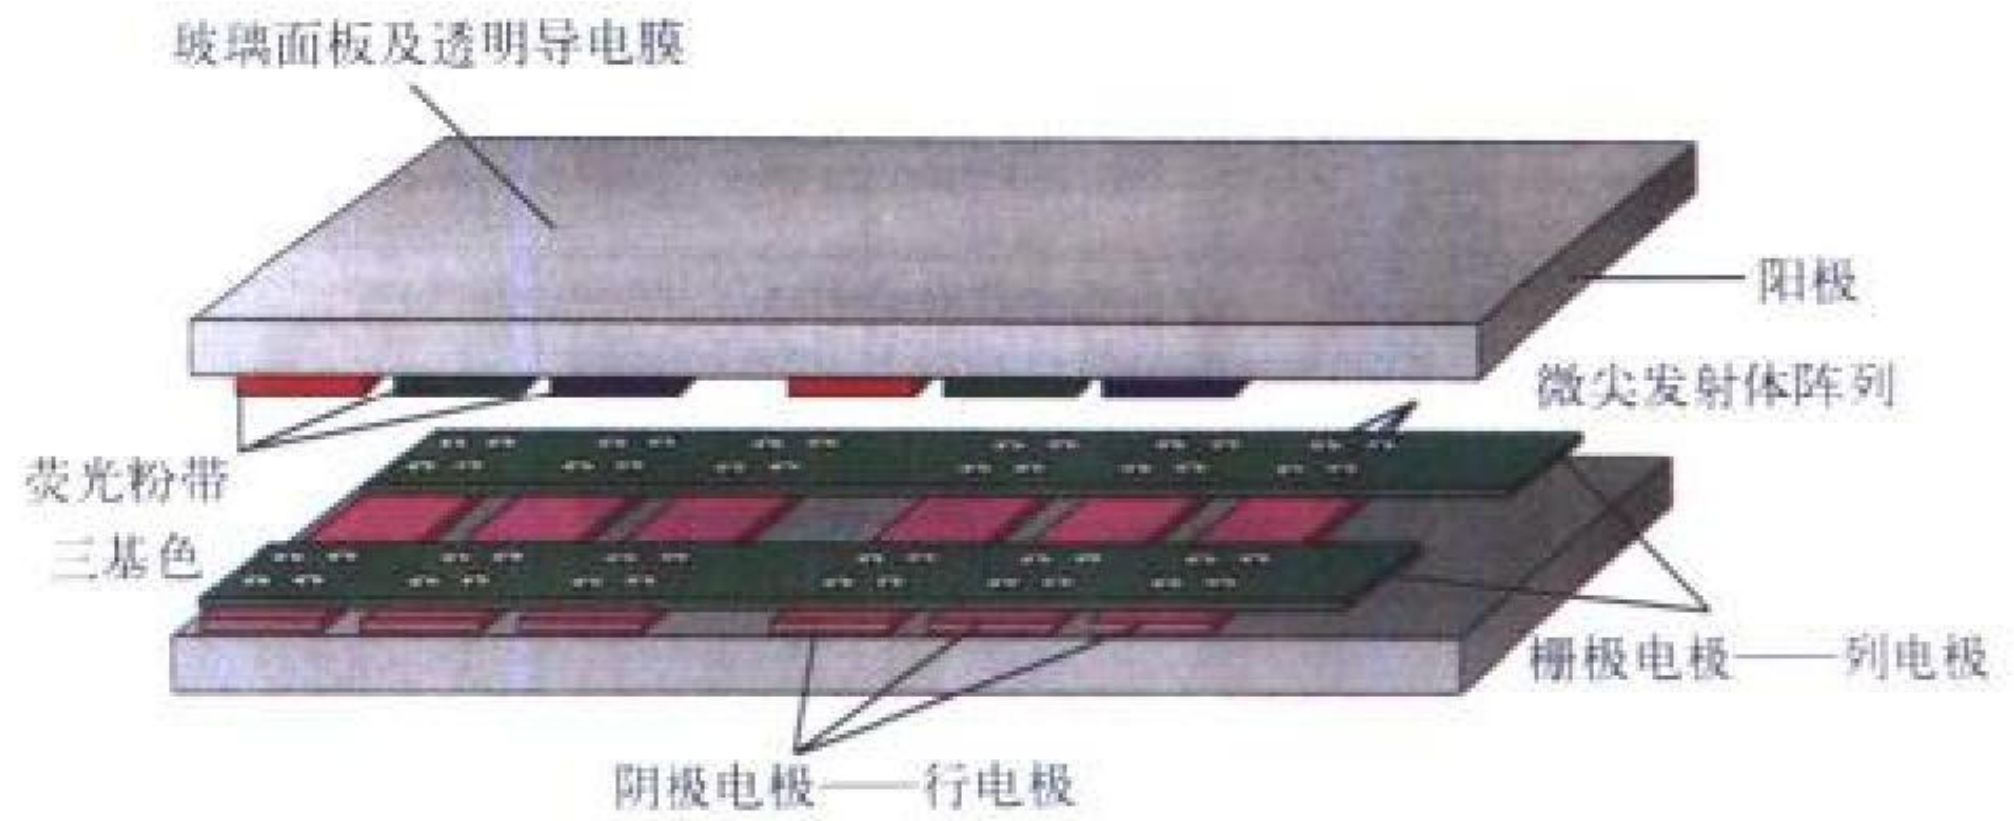 玻璃面板及透明导电膜
阳极
微尖发射体阵列
荧光粉带
三基色
栅极电极——列电极
阴极电极——行电极